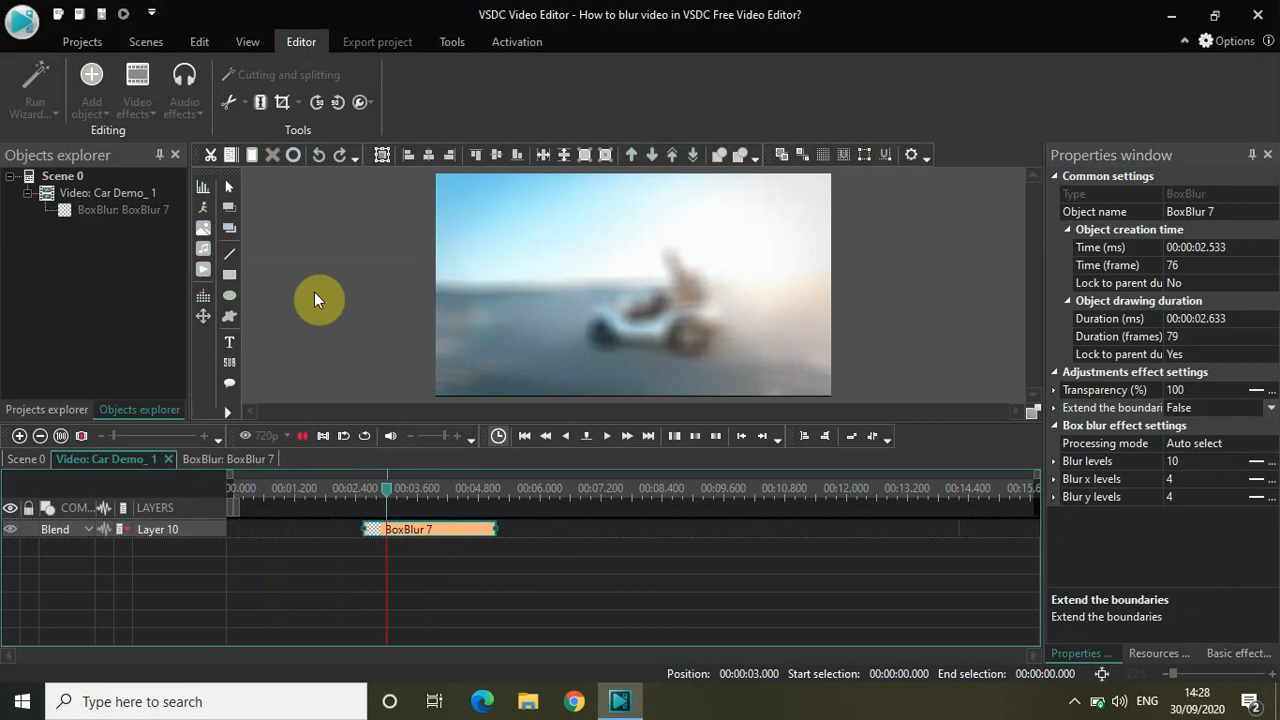 VSDC Video Editor - How to blur video in VSDC Free Video Editor?
Projects Scenes Edit View Editor Export project Tools Activation
Options
Run Wizard...
Add object
Video effects
Audio effects
Editing
Cutting and splitting
Tools
Objects explorer
Scene 0
Video: Car Demo_1
BoxBlur: BoxBlur 7
Projects explorer Objects explorer
T
SUB
Properties window
Common settings
Type BoxBlur
Object name BoxBlur 7
Object creation time
Time (ms) 00:00:02.533
Time (frame) 76
Lock to parent du No
Object drawing duration
Duration (ms) 00:00:02.633
Duration (frames) 79
Lock to parent du Yes
Adjustments effect settings
Transparency (%) 100
Extend the boundari False
Box blur effect settings
Processing mode Auto select
Blur levels 10
Blur x levels 4
Blur y levels 4
Extend the boundaries
Extend the boundaries
Properties ... Resources ... Basic effect...
720p
Scene 0 Video: Car Demo_ 1 BoxBlur: BoxBlur 7
00.000 00:01.200 00:02.400 00:03.600 00:04.800 00:06.000 00:07.200 00:08.400 00:09.600 00:10.800 00:12.000 00:13.200 00:14.400 00:15.6
COM... LAYERS
Blend Layer 10 BoxBlur 7
Position: 00:00:03.000 Start selection: 00:00:00.000 End selection: 00:00:00.000 22%
Type here to search
ENG
14:28
30/09/2020
2